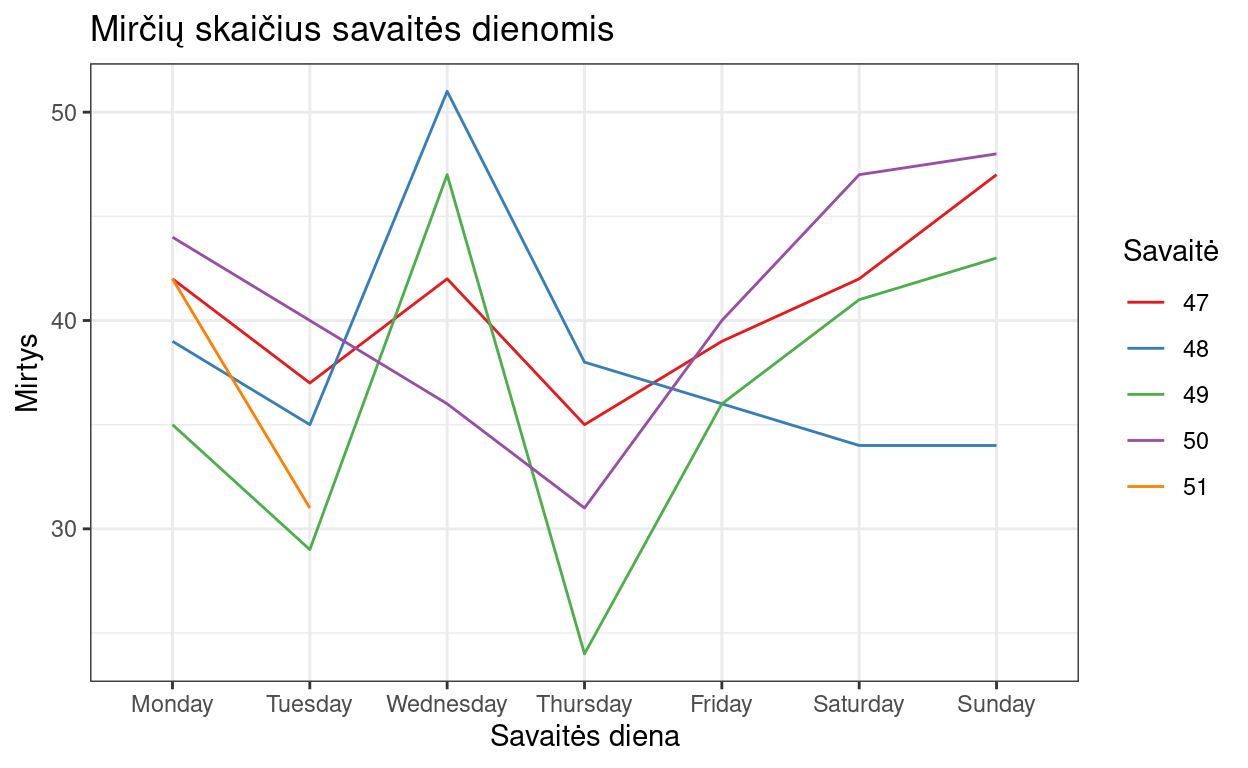 Mirčių skaičius savaitės dienomis
Mirtys
50
40
30
Monday Tuesday Wednesday Thursday Friday Saturday Sunday
Savaitės diena
Savaitė
47
48
49
50
51